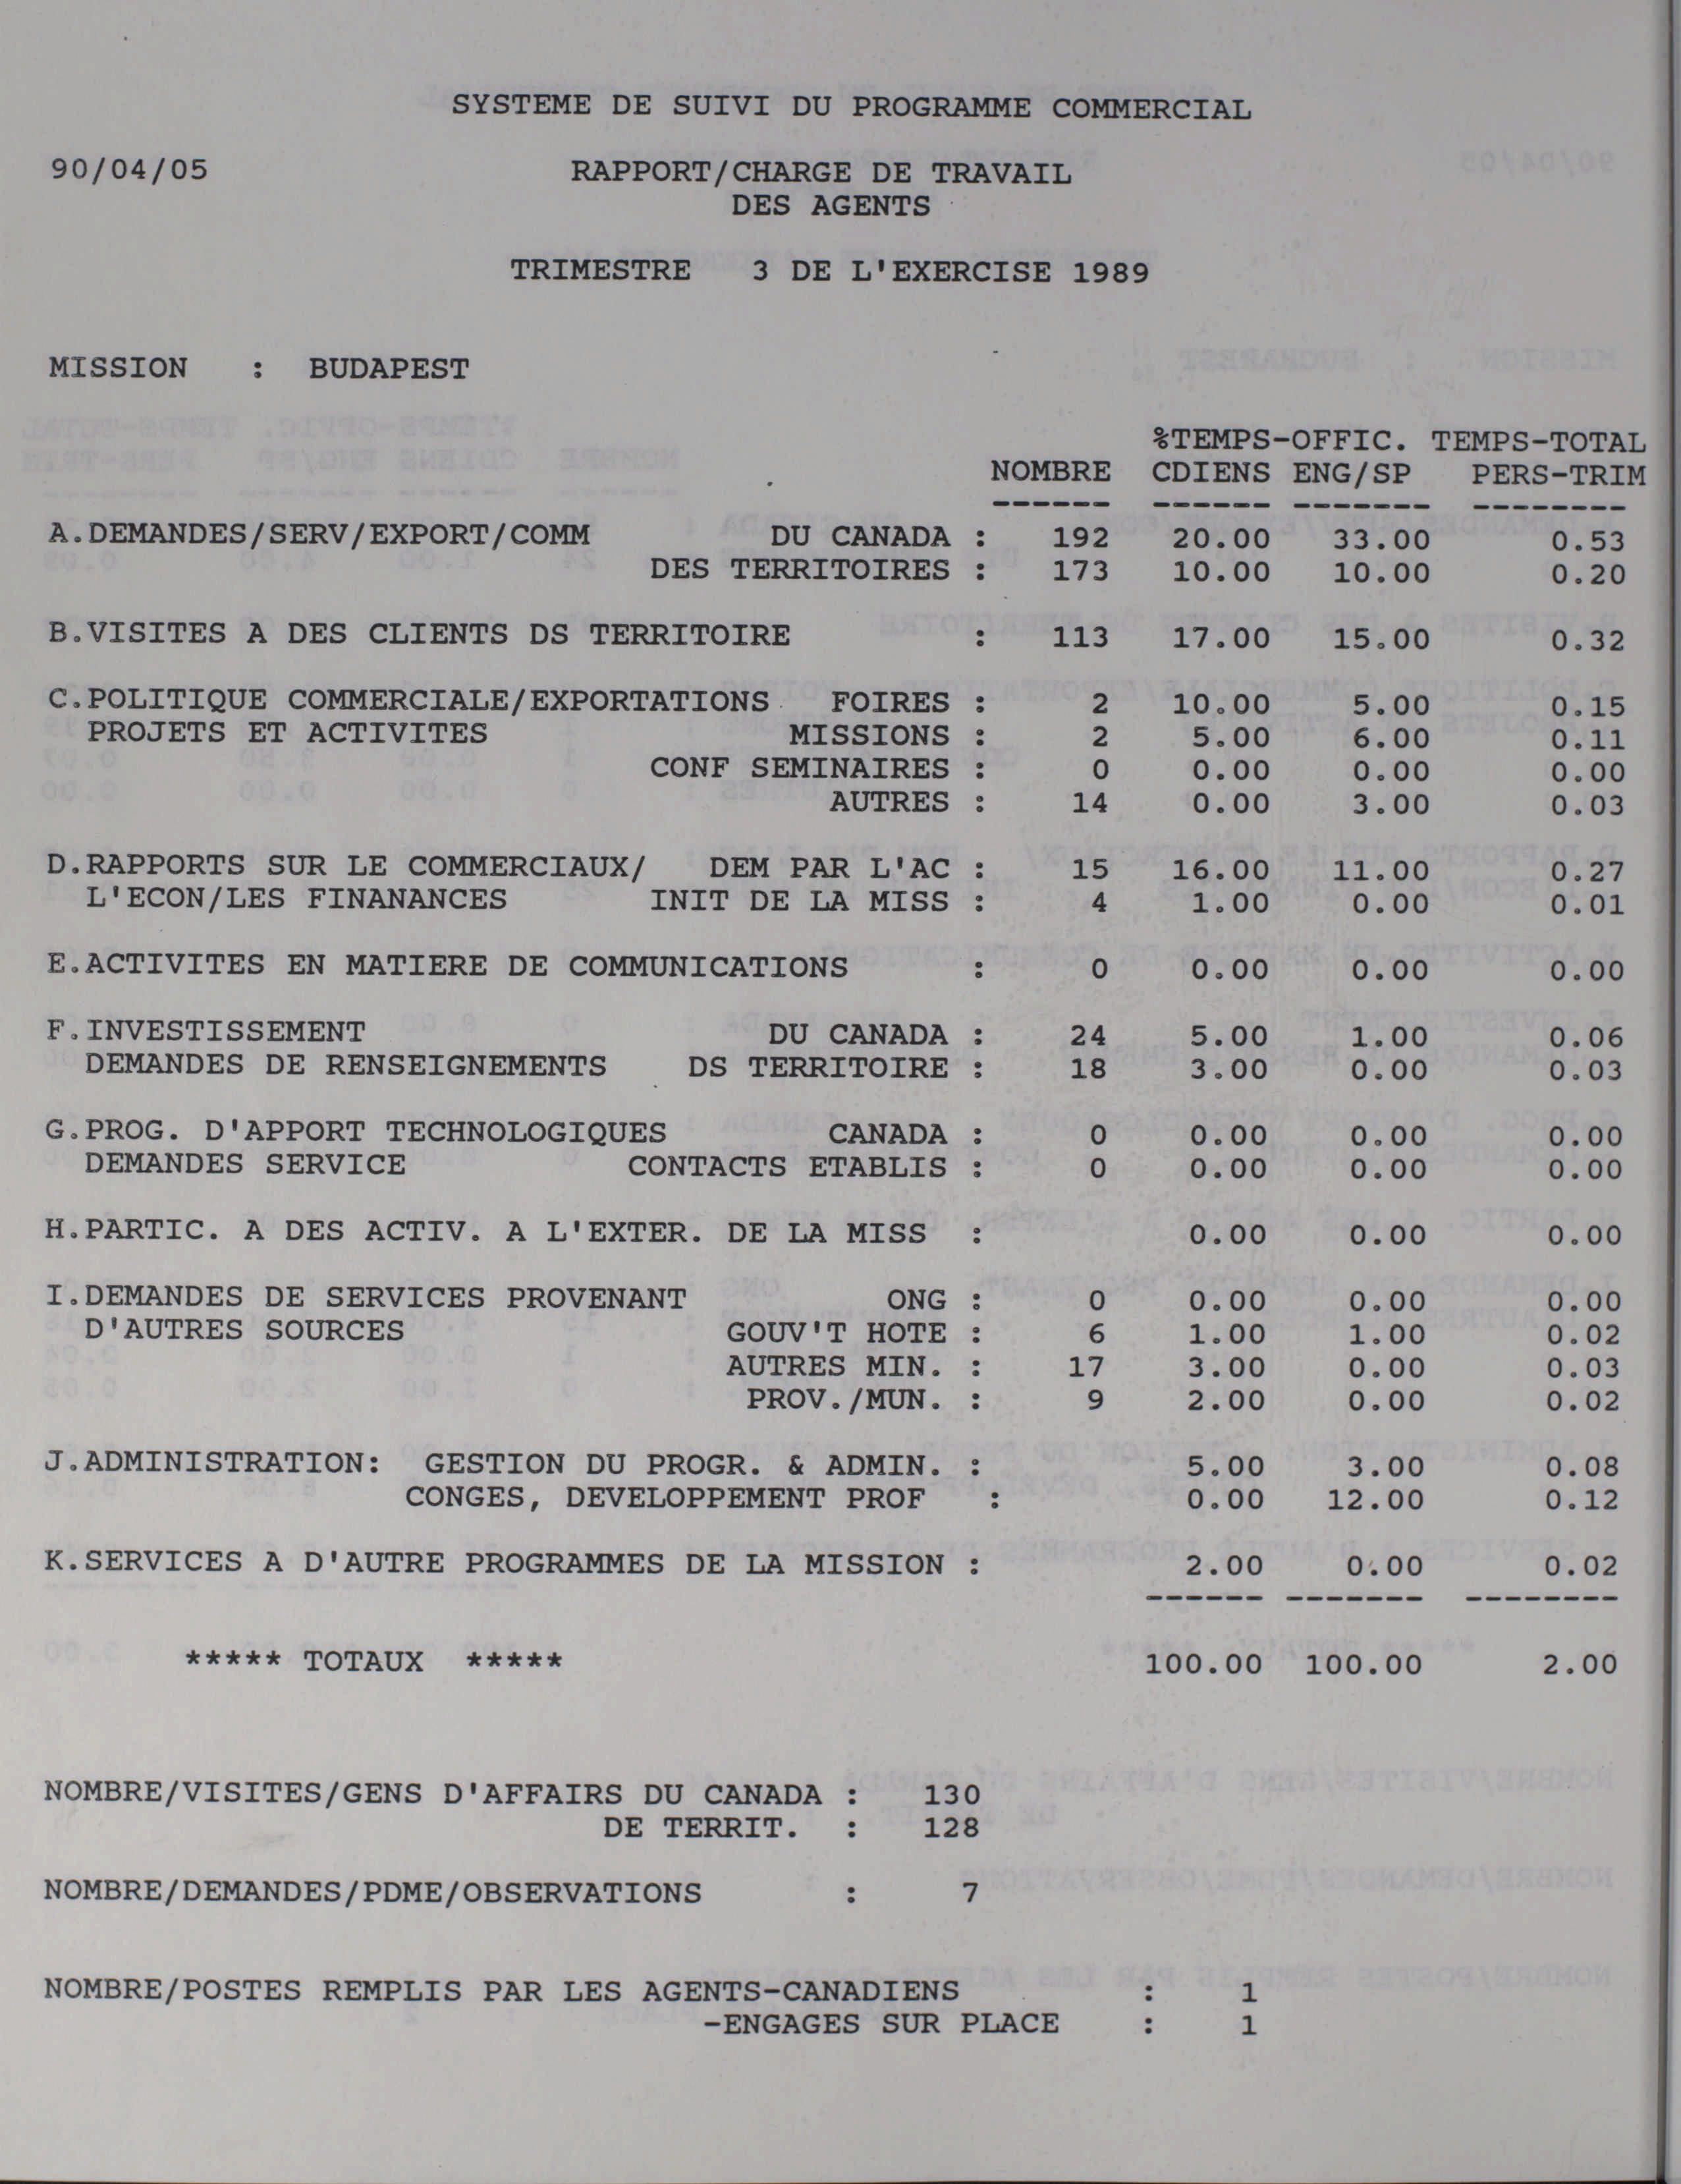 SYSTEME DE SUIVI DU PROGRAMME COMMERCIAL
90/04/05 RAPPORT/CHARGE DE TRAVAIL
DES AGENTS
TRIMESTRE 3 DE L'EXERCISE 1989
MISSION : BUDAPEST
%TEMPS-OFFIC. TEMPS-TOTAL
NOMBRE CDIENS ENG/SP PERS-TRIM
------ ------ ------- --------
A.DEMANDES/SERV/EXPORT/COMM DU CANADA : 192 20.00 33.00 0.53
DES TERRITOIRES : 173 10.00 10.00 0.20
B.VISITES A DES CLIENTS DS TERRITOIRE : 113 17.00 15.00 0.32
C.POLITIQUE COMMERCIALE/EXPORTATIONS FOIRES : 2 10.00 5.00 0.15
PROJETS ET ACTIVITES MISSIONS : 2 5.00 6.00 0.11
CONF SEMINAIRES : 0 0.00 0.00 0.00
AUTRES : 14 0.00 3.00 0.03
D.RAPPORTS SUR LE COMMERCIAUX/ DEM PAR L'AC : 15 16.00 11.00 0.27
L'ECON/LES FINANANCES INIT DE LA MISS : 4 1.00 0.00 0.01
E.ACTIVITES EN MATIERE DE COMMUNICATIONS : 0 0.00 0.00 0.00
F.INVESTISSEMENT DU CANADA : 24 5.00 1.00 0.06
DEMANDES DE RENSEIGNEMENTS DS TERRITOIRE : 18 3.00 0.00 0.03
G.PROG. D'APPORT TECHNOLOGIQUES CANADA : 0 0.00 0.00 0.00
DEMANDES SERVICE CONTACTS ETABLIS : 0 0.00 0.00 0.00
H.PARTIC. A DES ACTIV. A L'EXTER. DE LA MISS : 0.00 0.00 0.00
I.DEMANDES DE SERVICES PROVENANT ONG : 0 0.00 0.00 0.00
D'AUTRES SOURCES GOUV'T HOTE : 6 1.00 1.00 0.02
AUTRES MIN. : 17 3.00 0.00 0.03
PROV./MUN. : 9 2.00 0.00 0.02
J.ADMINISTRATION: GESTION DU PROGR. & ADMIN. : 5.00 3.00 0.08
CONGES, DEVELOPPEMENT PROF : 0.00 12.00 0.12
K.SERVICES A D'AUTRE PROGRAMMES DE LA MISSION : 2.00 0.00 0.02
------ ------- --------
***** TOTAUX ***** 100.00 100.00 2.00
NOMBRE/VISITES/GENS D'AFFAIRS DU CANADA : 130
DE TERRIT. : 128
NOMBRE/DEMANDES/PDME/OBSERVATIONS : 7
NOMBRE/POSTES REMPLIS PAR LES AGENTS-CANADIENS : 1
-ENGAGES SUR PLACE : 1